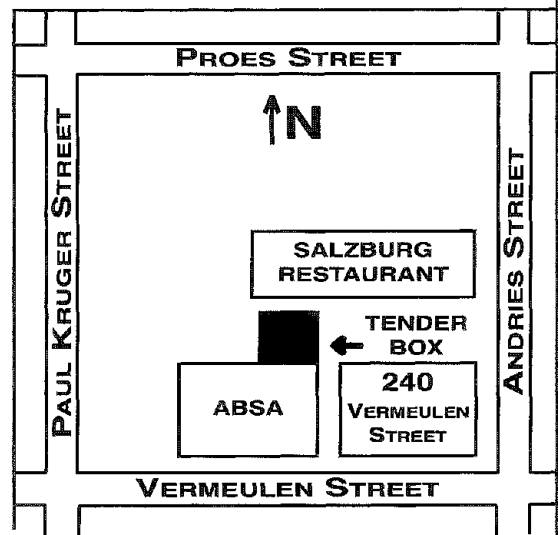 PROES STREET
N
PAUL KRUGER STREET
ANDRIES STREET
SALZBURG
RESTAURANT
TENDER
BOX
ABSA
240
VERMEULEN
STREET
VERMEULEN STREET